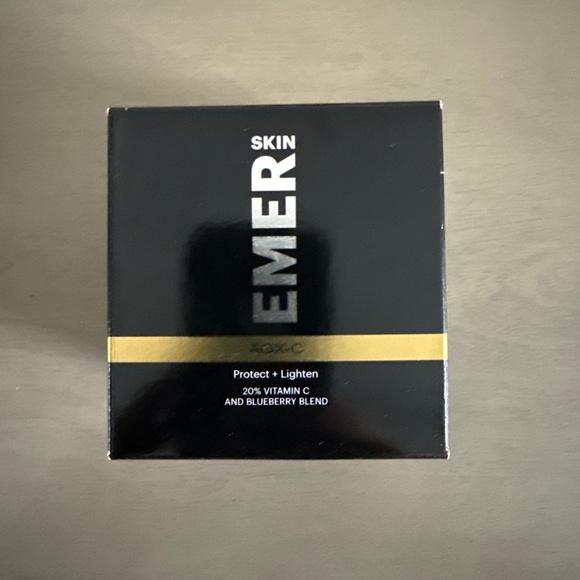 EMER SKIN
AOX-C
Protect + Lighten
20% VITAMIN C
AND BLUEBERRY BLEND